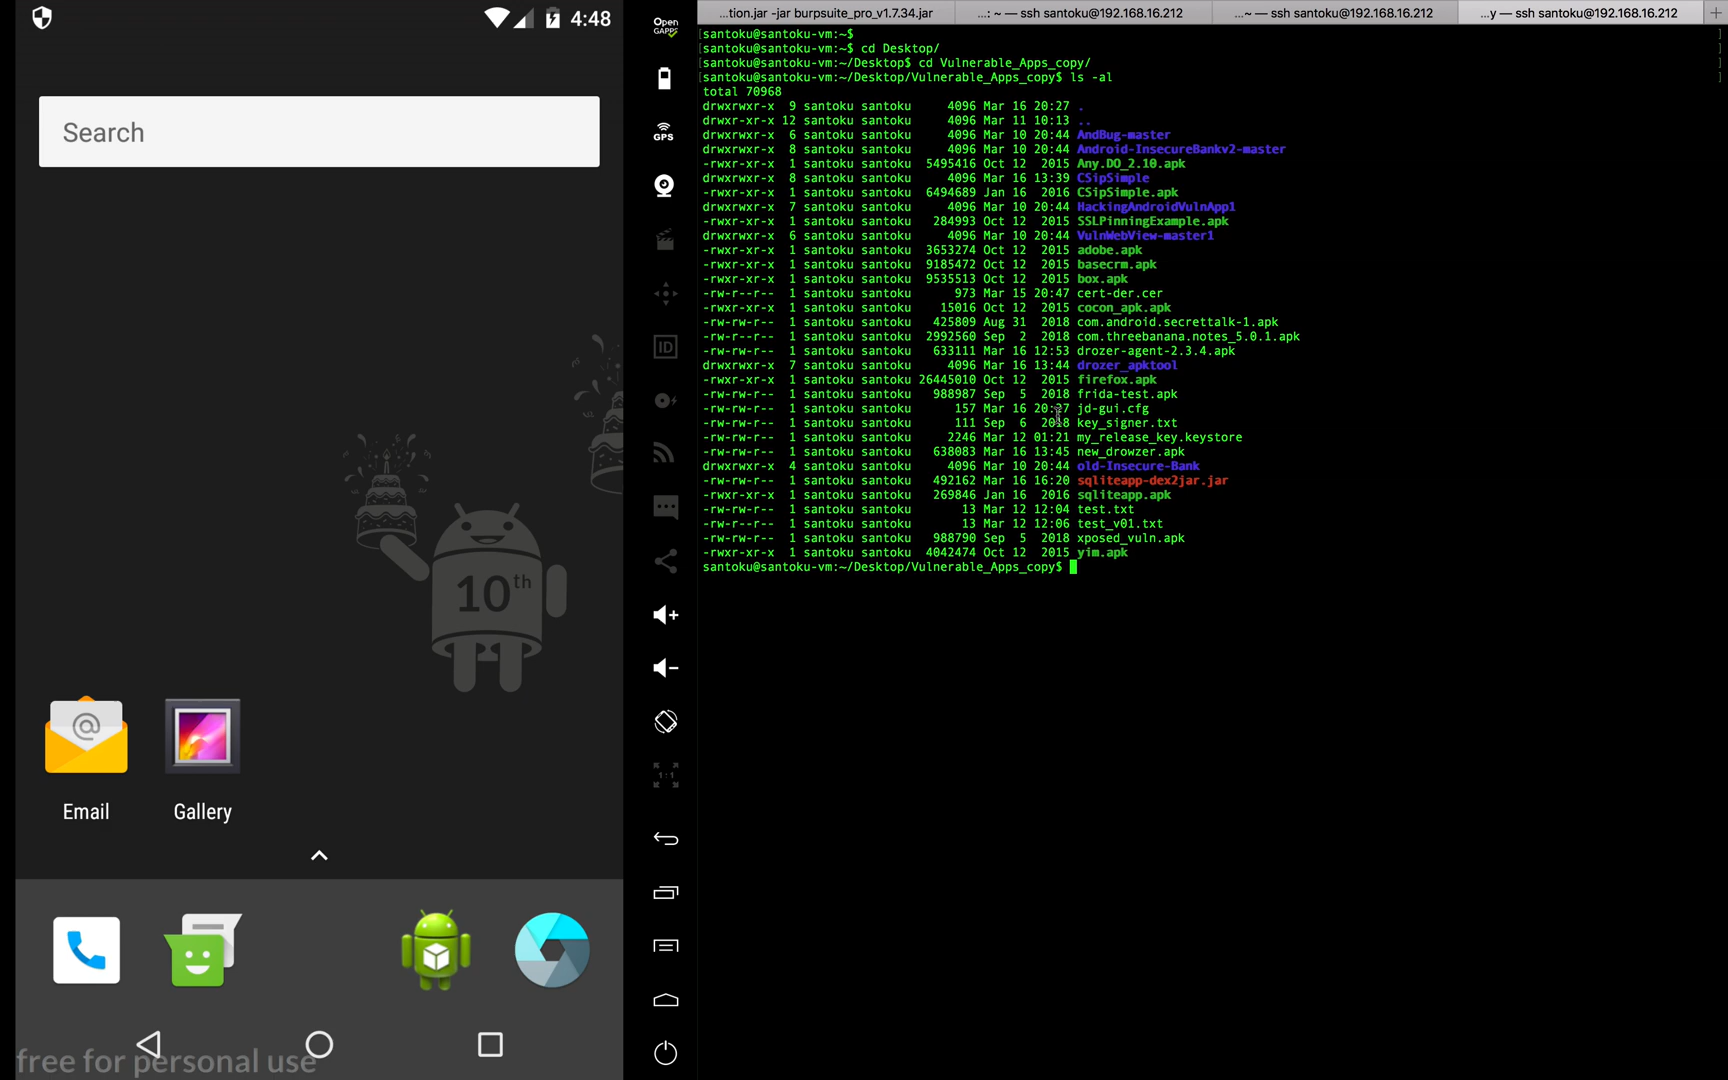 4:48
Search
10th
Email
Gallery
free for personal use
Open
GAPPS
GPS
ID
1:1
...tion.jar -jar burpsuite_pro_v1.7.34.jar
...: ~ — ssh santoku@192.168.16.212
...~ — ssh santoku@192.168.16.212
...y — ssh santoku@192.168.16.212
+
[santoku@santoku-vm:~$ ]
[santoku@santoku-vm:~$ cd Desktop/ ]
[santoku@santoku-vm:~/Desktop$ cd Vulnerable_Apps_copy/ ]
[santoku@santoku-vm:~/Desktop/Vulnerable_Apps_copy$ ls -al ]
total 70968
drwxrwxr-x 9 santoku santoku 4096 Mar 16 20:27 .
drwxr-xr-x 12 santoku santoku 4096 Mar 11 10:13 ..
drwxrwxr-x 6 santoku santoku 4096 Mar 10 20:44 AndBug-master
drwxrwxr-x 8 santoku santoku 4096 Mar 10 20:44 Android-InsecureBankv2-master
-rwxr-xr-x 1 santoku santoku 5495416 Oct 12 2015 Any.DO_2.10.apk
drwxrwxr-x 8 santoku santoku 4096 Mar 16 13:39 CSipSimple
-rwxr-xr-x 1 santoku santoku 6494689 Jan 16 2016 CSipSimple.apk
drwxrwxr-x 7 santoku santoku 4096 Mar 10 20:44 HackingAndroidVulnApp1
-rwxr-xr-x 1 santoku santoku 284993 Oct 12 2015 SSLPinningExample.apk
drwxrwxr-x 6 santoku santoku 4096 Mar 10 20:44 VulnWebView-master1
-rwxr-xr-x 1 santoku santoku 3653274 Oct 12 2015 adobe.apk
-rwxr-xr-x 1 santoku santoku 9185472 Oct 12 2015 basecrm.apk
-rwxr-xr-x 1 santoku santoku 9535513 Oct 12 2015 box.apk
-rw-r--r-- 1 santoku santoku 973 Mar 15 20:47 cert-der.cer
-rwxr-xr-x 1 santoku santoku 15016 Oct 12 2015 cocon_apk.apk
-rw-rw-r-- 1 santoku santoku 425809 Aug 31 2018 com.android.secrettalk-1.apk
-rw-rw-r-- 1 santoku santoku 2992560 Sep 2 2018 com.threebanana.notes_5.0.1.apk
-rw-rw-r-- 1 santoku santoku 633111 Mar 16 12:53 drozer-agent-2.3.4.apk
drwxrwxr-x 7 santoku santoku 4096 Mar 16 13:44 drozer_apktool
-rwxr-xr-x 1 santoku santoku 26445010 Oct 12 2015 firefox.apk
-rw-rw-r-- 1 santoku santoku 988987 Sep 5 2018 frida-test.apk
-rw-rw-r-- 1 santoku santoku 157 Mar 16 20:27 jd-gui.cfg
-rw-rw-r-- 1 santoku santoku 111 Sep 6 2018 key_signer.txt
-rw-rw-r-- 1 santoku santoku 2246 Mar 12 01:21 my_release_key.keystore
-rw-rw-r-- 1 santoku santoku 638083 Mar 16 13:45 new_drowzer.apk
drwxrwxr-x 4 santoku santoku 4096 Mar 10 20:44 old-Insecure-Bank
-rw-rw-r-- 1 santoku santoku 492162 Mar 16 16:20 sqliteapp-dex2jar.jar
-rwxr-xr-x 1 santoku santoku 269846 Jan 16 2016 sqliteapp.apk
-rw-rw-r-- 1 santoku santoku 13 Mar 12 12:04 test.txt
-rw-rw-r-- 1 santoku santoku 13 Mar 12 12:06 test_v01.txt
-rw-rw-r-- 1 santoku santoku 988790 Sep 5 2018 xposed_vuln.apk
-rwxr-xr-x 1 santoku santoku 4042474 Oct 12 2015 yim.apk
santoku@santoku-vm:~/Desktop/Vulnerable_Apps_copy$